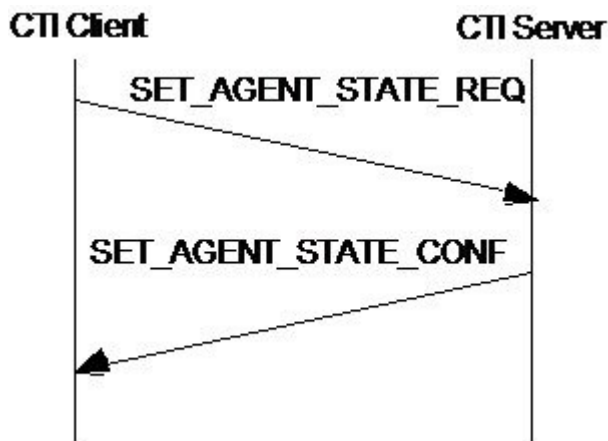 CTI Client
CTI Server
SET_AGENT_STATE_REQ
SET_AGENT_STATE_CONF